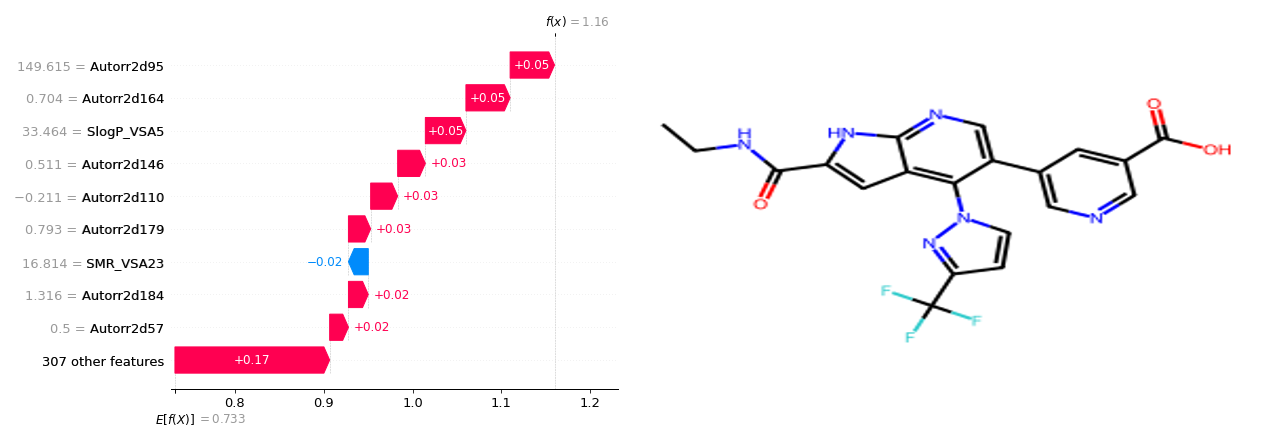 f(x) = 1.16
149.615 = Autorr2d95 +0.05
0.704 = Autorr2d164 +0.05
33.464 = SlogP_VSA5 +0.05
0.511 = Autorr2d146 +0.03
−0.211 = Autorr2d110 +0.03
0.793 = Autorr2d179 +0.03
16.814 = SMR_VSA23 −0.02
1.316 = Autorr2d184 +0.02
0.5 = Autorr2d57 +0.02
307 other features +0.17
0.8 0.9 1.0 1.1 1.2
E[f(X)] = 0.733
O
N
HN
H
N
OH
O
N
N
N
F
F
F